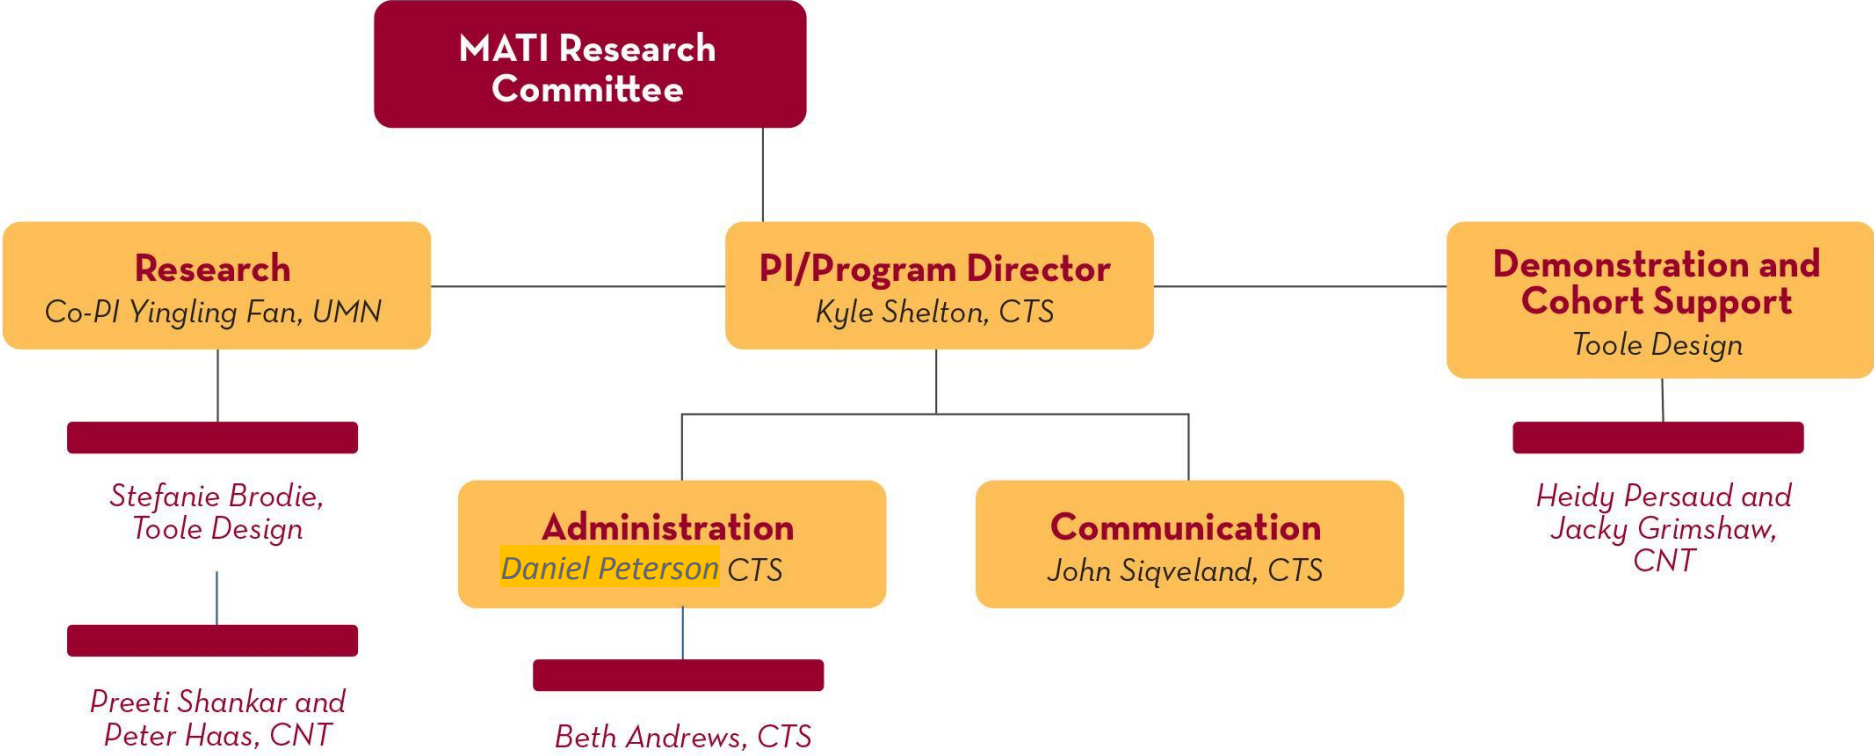 MATI Research
Committee
Research
Co-PI Yingling Fan, UMN
PI/Program Director
Kyle Shelton, CTS
Demonstration and
Cohort Support
Toole Design
Stefanie Brodie,
Toole Design
Preeti Shankar and
Peter Haas, CNT
Administration
Daniel Peterson CTS
Beth Andrews, CTS
Communication
John Siqveland, CTS
Heidy Persaud and
Jacky Grimshaw,
CNT